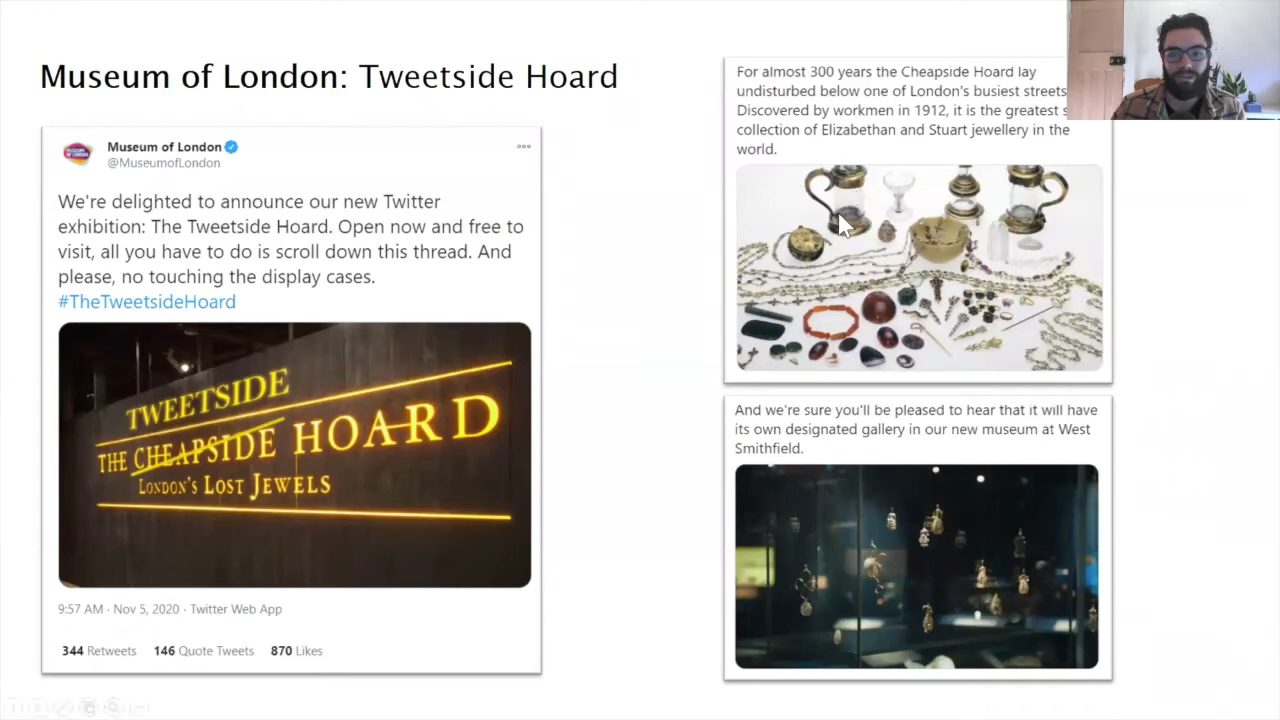 Museum of London: Tweetside Hoard
Museum of London
@MuseumofLondon
We're delighted to announce our new Twitter
exhibition: The Tweetside Hoard. Open now and free to
visit, all you have to do is scroll down this thread. And
please, no touching the display cases.
#TheTweetsideHoard
TWEETSIDE
THE CHEAPSIDE HOARD
LONDON'S LOST JEWELS
9:57 AM · Nov 5, 2020 · Twitter Web App
344 Retweets 146 Quote Tweets 870 Likes
For almost 300 years the Cheapside Hoard lay
undisturbed below one of London's busiest streets
Discovered by workmen in 1912, it is the greatest
collection of Elizabethan and Stuart jewellery in the
world.
And we're sure you'll be pleased to hear that it will have
its own designated gallery in our new museum at West
Smithfield.